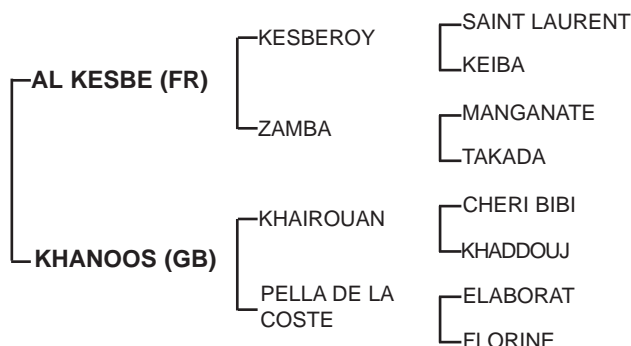 SAINT LAURENT
KESBEROY
KEIBA
AL KESBE (FR)
MANGANATE
ZAMBA
TAKADA
CHERI BIBI
KHAIROUAN
KHADDOUJ
KHANOOS (GB)
ELABORAT
PELLA DE LA
COSTE
FLORINE